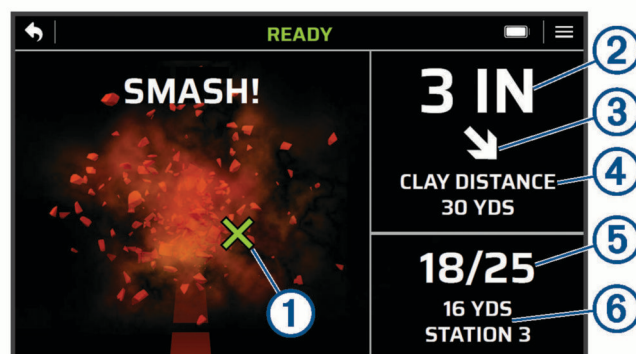 READY
SMASH!
1
3 IN
CLAY DISTANCE
30 YDS
18/25
16 YDS
STATION 3
2
3
4
5
6